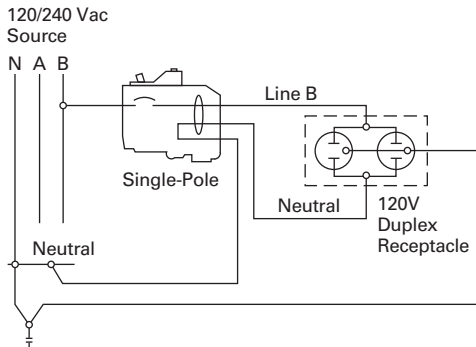 120/240 Vac
Source
N A B
Line B
Single-Pole
Neutral
120V
Duplex
Receptacle
Neutral